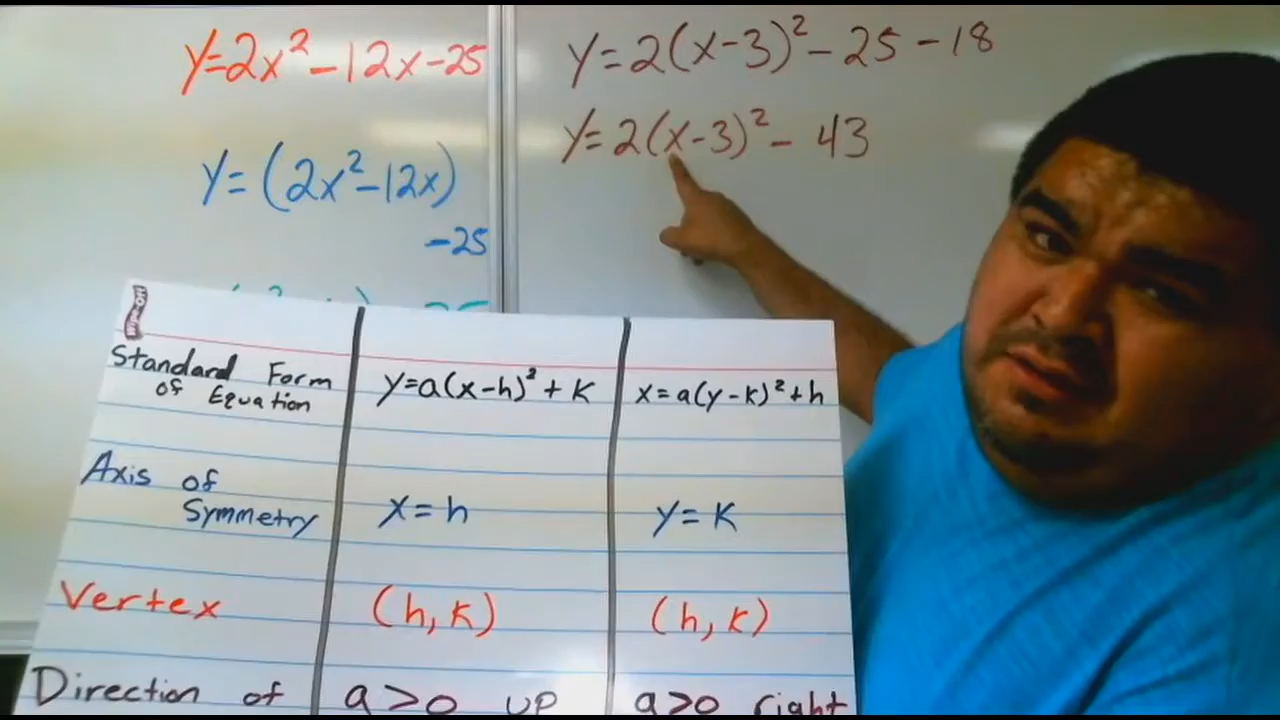 y=2x²-12x-25
y=(2x²-12x)
-25
y=2(x-3)²-25-18
y=2(x-3)²-43
Standard Form
of Equation
y=a(x-h)²+k
x=a(y-k)²+h
Axis of
Symmetry
x=h
y=k
Vertex
(h,k)
(h,k)
Direction of
a>0 up
a>0 right